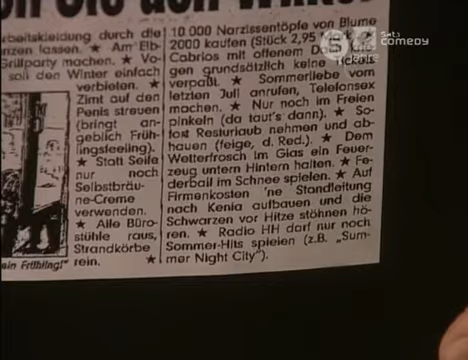 on Sie den Winter
arbeitskleidung durch die
nzen lassen. ★ Am Elb-
Grillparty machen. ★ Vo-
soll den Winter einfach
verbieten. ★
Zimt auf den
Penis streuen
(bringt an-
geblich Früh-
lingsfeeling).
★ Statt Seife
nur noch
Selbstbräu-
ne-Creme
verwenden.
★ Alle Büro-
stühle raus,
Strandkörbe
rein. ★
ein Frühling!"
10 000 Narzissentöpfe von Blume
2000 kaufen (Stück 2,95
Cabrios mit offenem
gen grundsätzlich keine
verpaßt. ★ Sommerliebe vom
letzten Juli anrufen, Telefonsex
machen. ★ Nur noch im Freien
pinkeln (da taut's dann). ★ So-
fort Resturlaub nehmen und ab-
hauen (feige, d. Red.). ★ Dem
Wetterfrosch im Glas ein Feuer-
zeug untern Hintern halten. ★ Fe-
derball im Schnee spielen. ★ Auf
Firmenkosten 'ne Standleitung
nach Kenia aufbauen und die
Schwarzen vor Hitze stöhnen hö-
ren. ★ Radio HH darf nur noch
Sommer-Hits spielen (z.B. „Sum-
mer Night City").
Sat.1
comedy